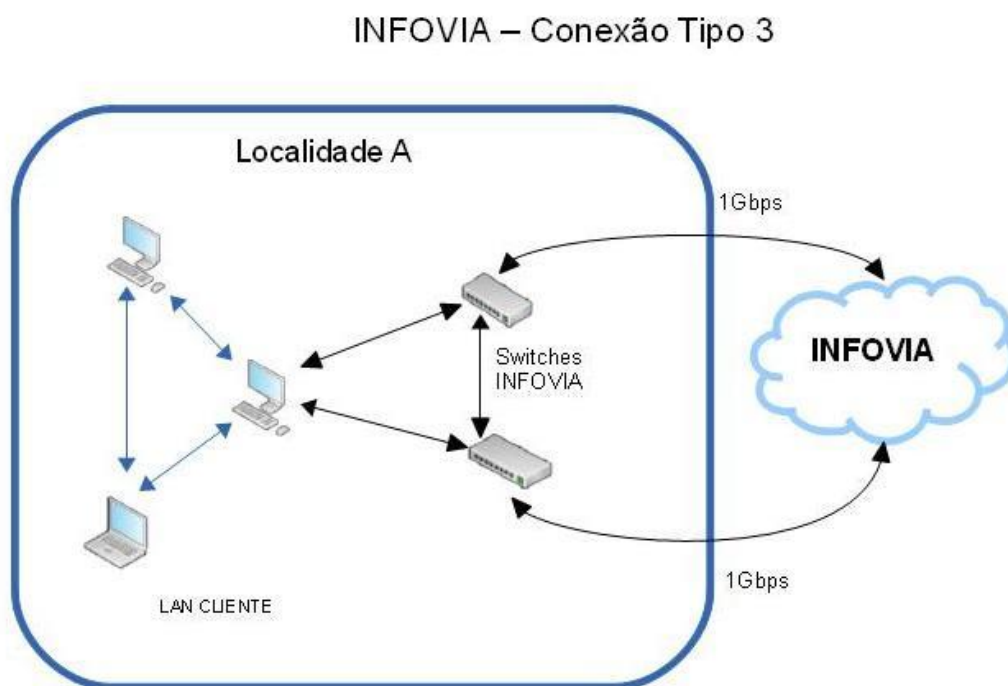 INFOVIA – Conexão Tipo 3
Localidade A
1Gbps
INFOVIA
Switches
INFOVIA
1Gbps
LAN CLIENTE